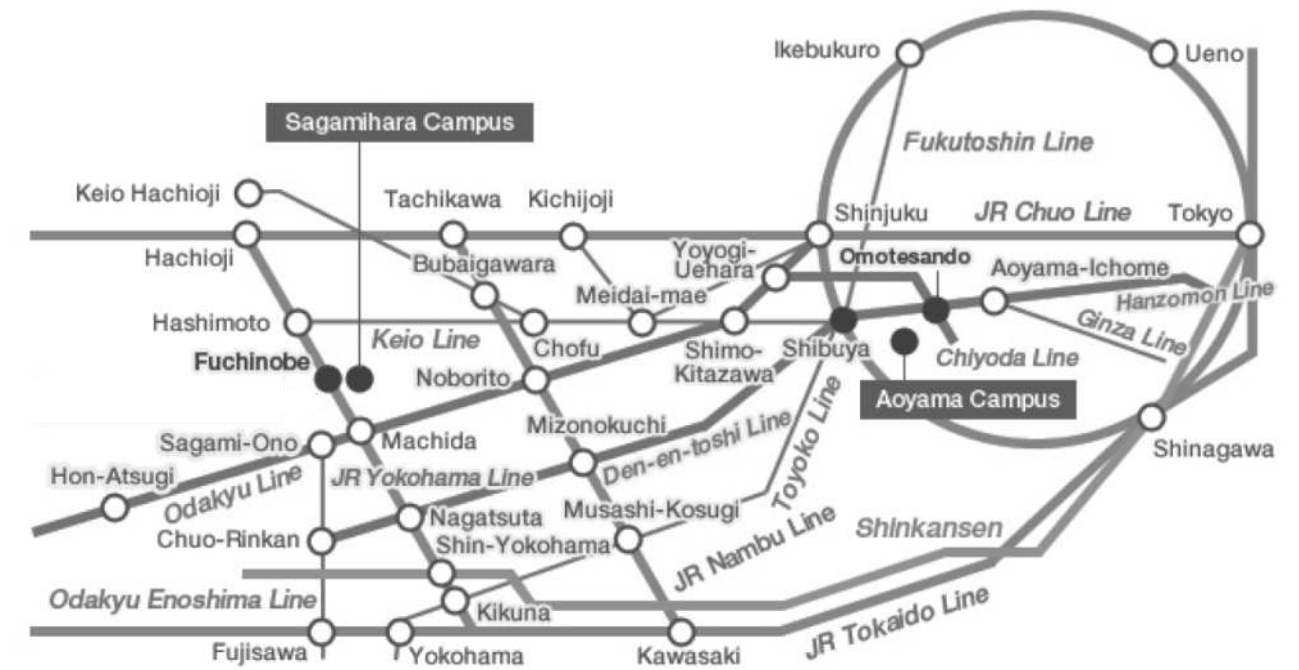 Ikebukuro
Ueno
Sagamihara Campus
Fukutoshin Line
Keio Hachioji
Tachikawa
Kichijoji
Shinjuku
JR Chuo Line
Tokyo
Hachioji
Bubaigawara
Yoyogi-
Uehara
Omotesando
Aoyama-Ichome
Meidai-mae
Hanzomon Line
Hashimoto
Keio Line
Chofu
Shimo-
Kitazawa
Shibuya
Ginza Line
Chiyoda Line
Fuchinobe
Noborito
Aoyama Campus
Sagami-Ono
Machida
Mizonokuchi
Den-en-toshi Line
Toyoko Line
Shinagawa
Hon-Atsugi
Odakyu Line
JR Yokohama Line
Chuo-Rinkan
Nagatsuta
Musashi-Kosugi
Shin-Yokohama
JR Nambu Line
Shinkansen
Odakyu Enoshima Line
Kikuna
JR Tokaido Line
Fujisawa
Yokohama
Kawasaki